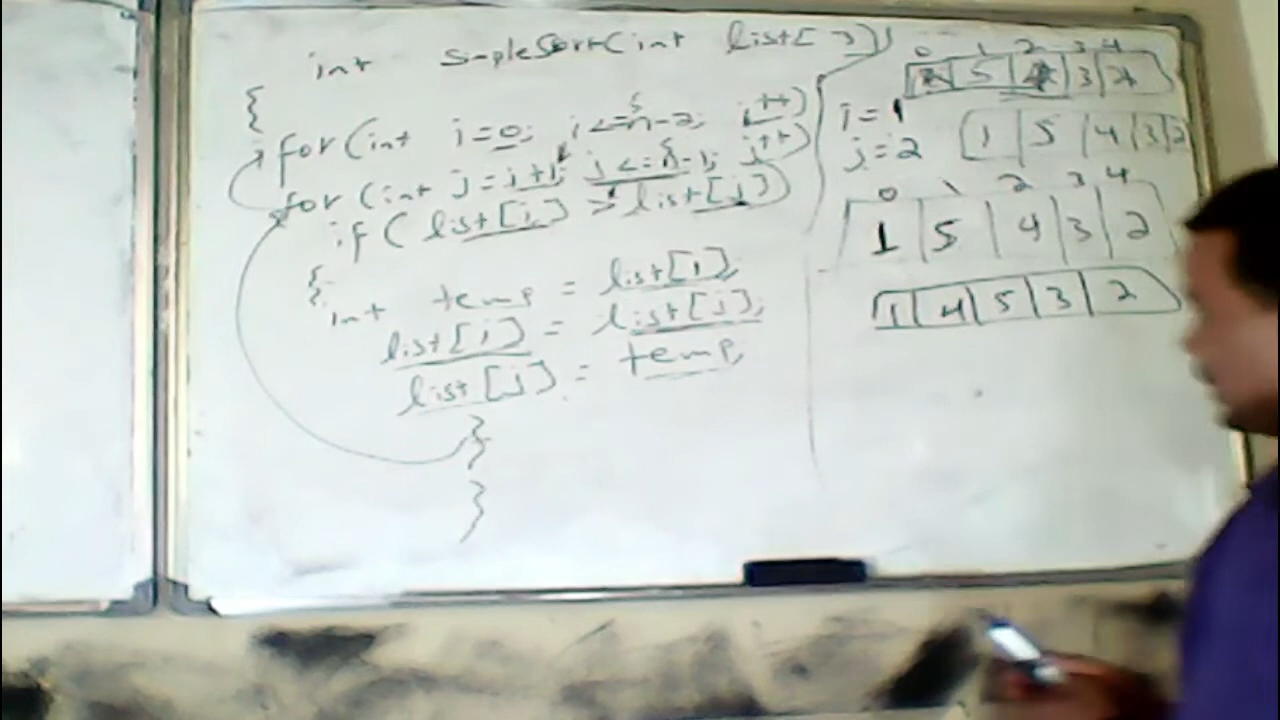 int simpleSort(int list[ ])
{
for(int i=0; i<=n-2; i++)
for(int j=i+1; j<=n-1; j++)
if( list[i] > list[j])
{
int temp = list[i];
list[i] = list[j];
list[j] = temp;
}
}
0 1 2 3 4
5 3
i=1
j=2
1 5 4 3 2
0 1 2 3 4
1 5 4 3 2
1 4 5 3 2